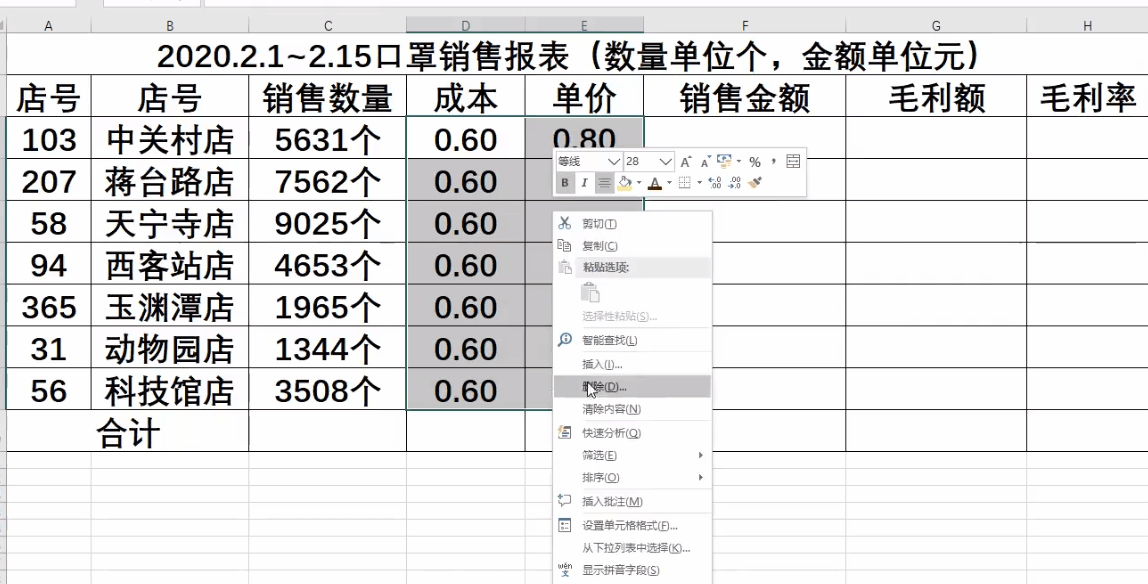 A B C D E F G H
2020.2.1~2.15口罩销售报表（数量单位个，金额单位元）
店号 店号 销售数量 成本 单价 销售金额 毛利额 毛利率
103 中关村店 5631个 0.60 0.80
207 蒋台路店 7562个 0.60
58 天宁寺店 9025个 0.60
94 西客站店 4653个 0.60
365 玉渊潭店 1965个 0.60
31 动物园店 1344个 0.60
56 科技馆店 3508个 0.60
合计
等线 28 A A %
B I A
剪切(T)
复制(C)
粘贴选项:
选择性粘贴(S)...
智能查找(L)
插入(I)...
删除(D)...
清除内容(N)
快速分析(Q)
筛选(E)
排序(O)
插入批注(M)
设置单元格格式(F)...
从下拉列表中选择(K)...
显示拼音字段(S)